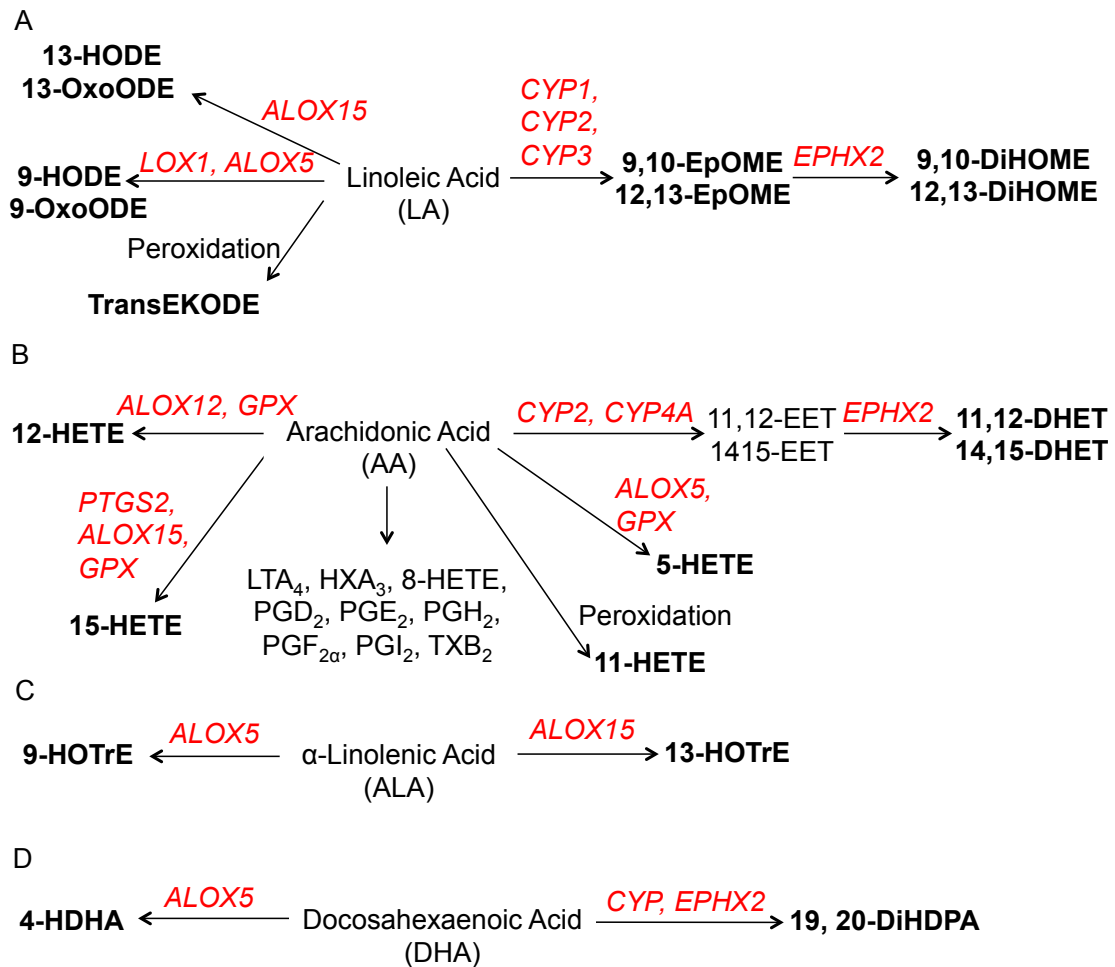 A
13-HODE
13-OxoODE
ALOX15
CYP1,
CYP2,
CYP3
LOX1, ALOX5
9-HODE
9-OxoODE
Linoleic Acid
(LA)
9,10-EpOME
12,13-EpOME
EPHX2
9,10-DiHOME
12,13-DiHOME
Peroxidation
TransEKODE
B
12-HETE
ALOX12, GPX
Arachidonic Acid
(AA)
CYP2, CYP4A
11,12-EET
1415-EET
EPHX2
11,12-DHET
14,15-DHET
PTGS2,
ALOX15,
GPX
15-HETE
LTA₄, HXA₃, 8-HETE,
PGD₂, PGE₂, PGH₂,
PGF₂α, PGI₂, TXB₂
ALOX5,
GPX
5-HETE
Peroxidation
11-HETE
C
9-HOTrE
ALOX5
α-Linolenic Acid
(ALA)
ALOX15
13-HOTrE
D
4-HDHA
ALOX5
Docosahexaenoic Acid
(DHA)
CYP, EPHX2
19, 20-DiHDPA